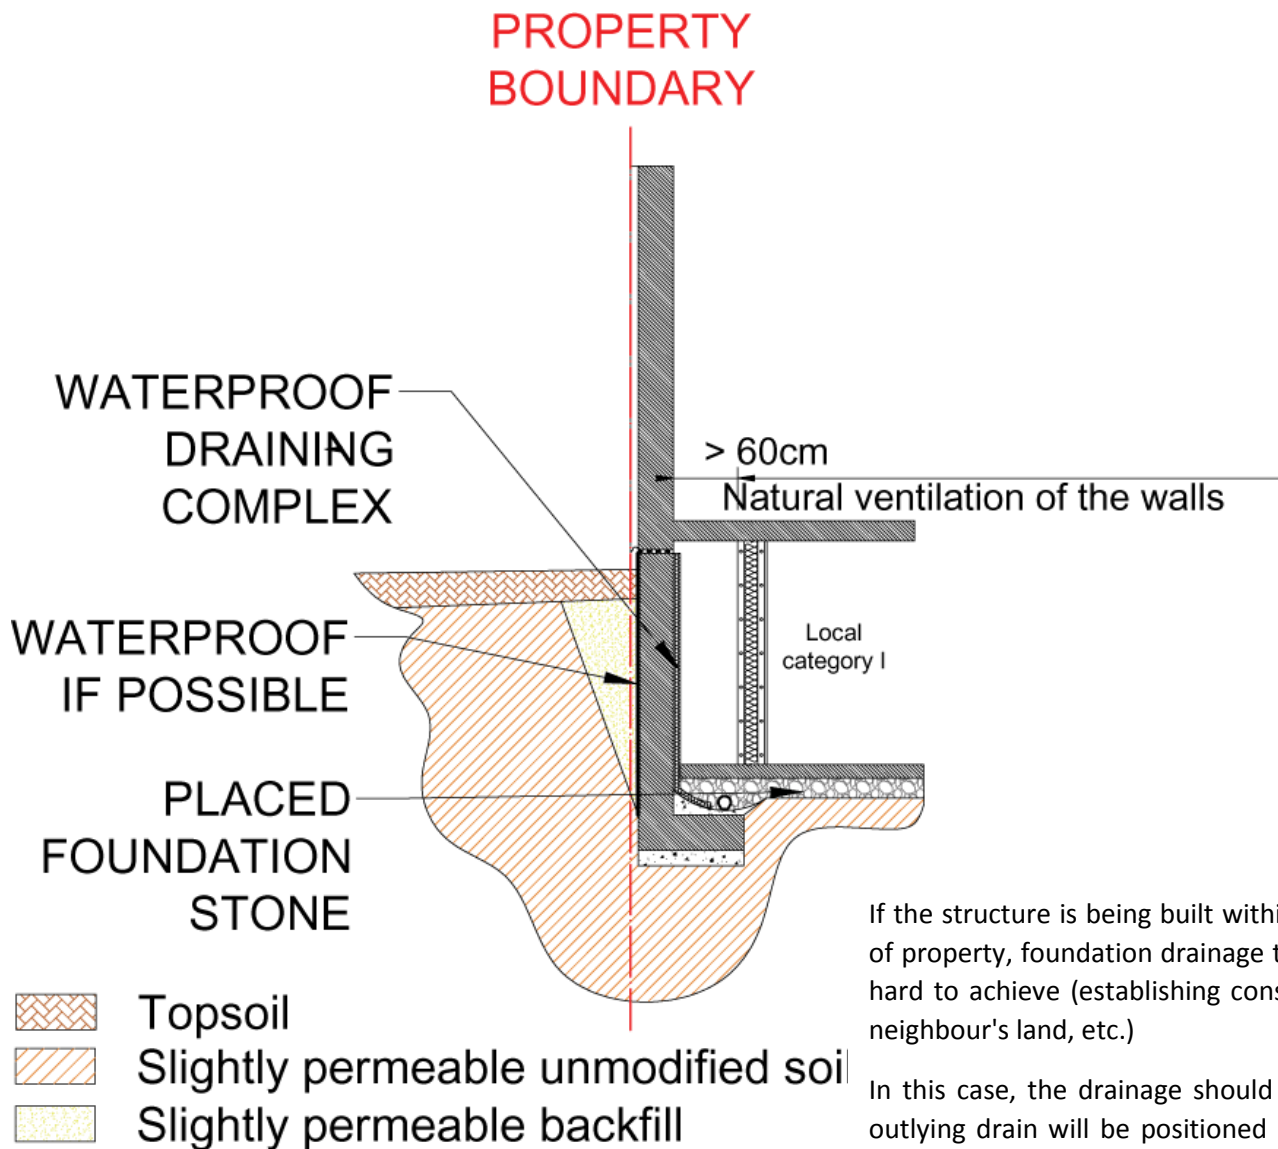 PROPERTY
BOUNDARY
WATERPROOF
DRAINING
COMPLEX
> 60cm
Natural ventilation of the walls
WATERPROOF
IF POSSIBLE
Local
category I
PLACED
FOUNDATION
STONE
Topsoil
Slightly permeable unmodified soil
Slightly permeable backfill
If the structure is being built withi
of property, foundation drainage t
hard to achieve (establishing cons
neighbour's land, etc.)
In this case, the drainage should
outlying drain will be positioned